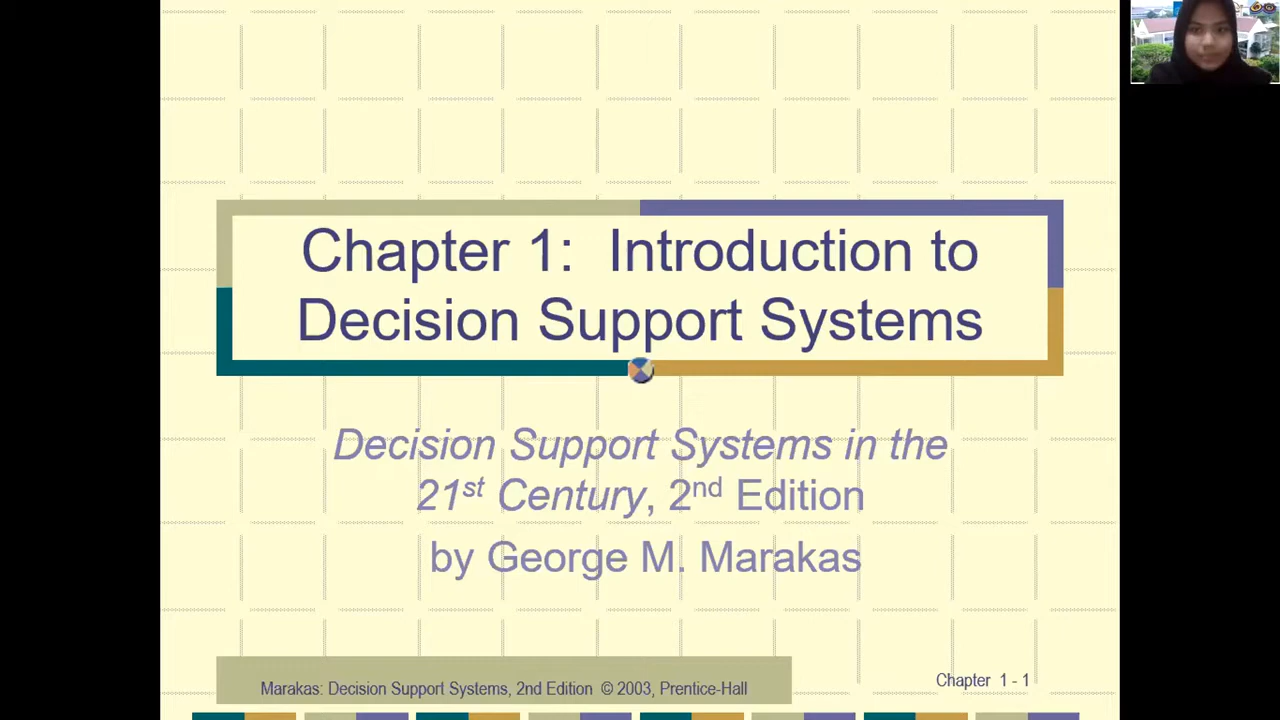 Chapter 1: Introduction to
Decision Support Systems
Decision Support Systems in the
21st Century, 2nd Edition
by George M. Marakas
Marakas: Decision Support Systems, 2nd Edition © 2003, Prentice-Hall
Chapter 1 - 1